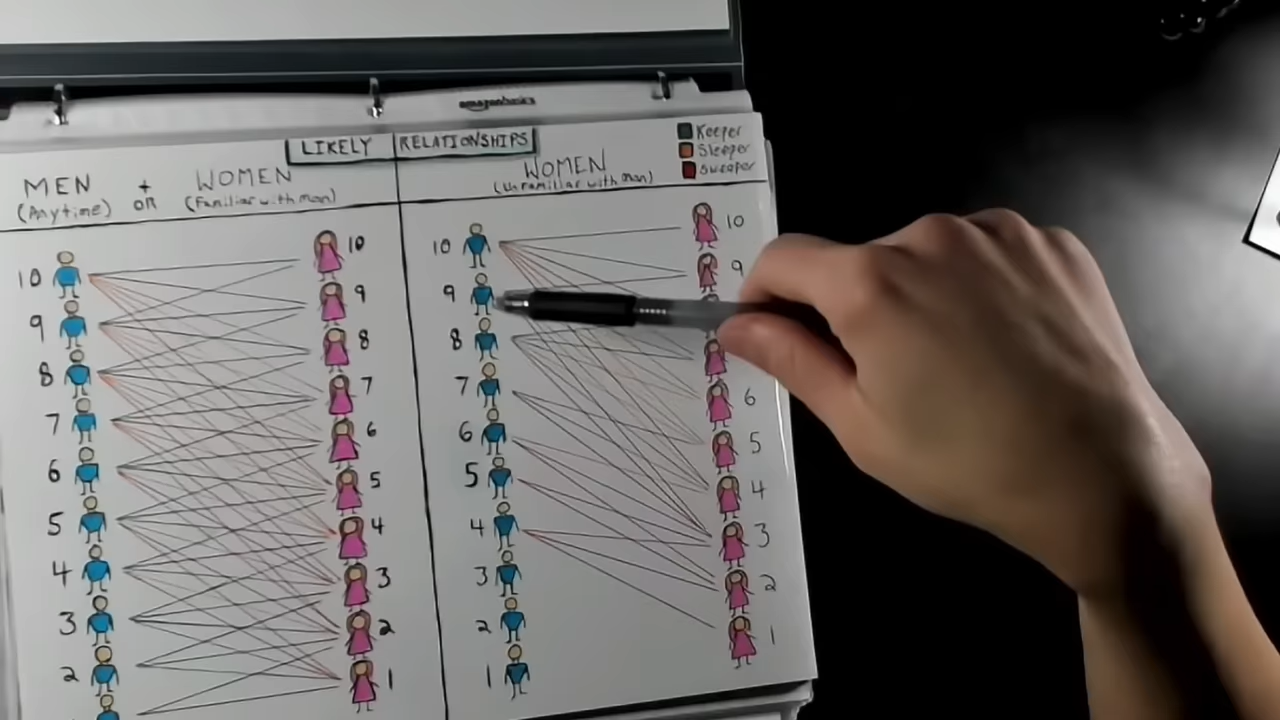 amazonbasics
LIKELY RELATIONSHIPS
Keeper
Sleeper
Sweeper
MEN
(Anytime)
+
OR
WOMEN
(Familiar with man)
WOMEN
(Unfamiliar with man)
10 10
9 9
8 8
7 7
6 6
5 5
4 4
3 3
2 2
1
10 10
9 9
8
7
6 6
5 5
4 4
3 3
2 2
1 1